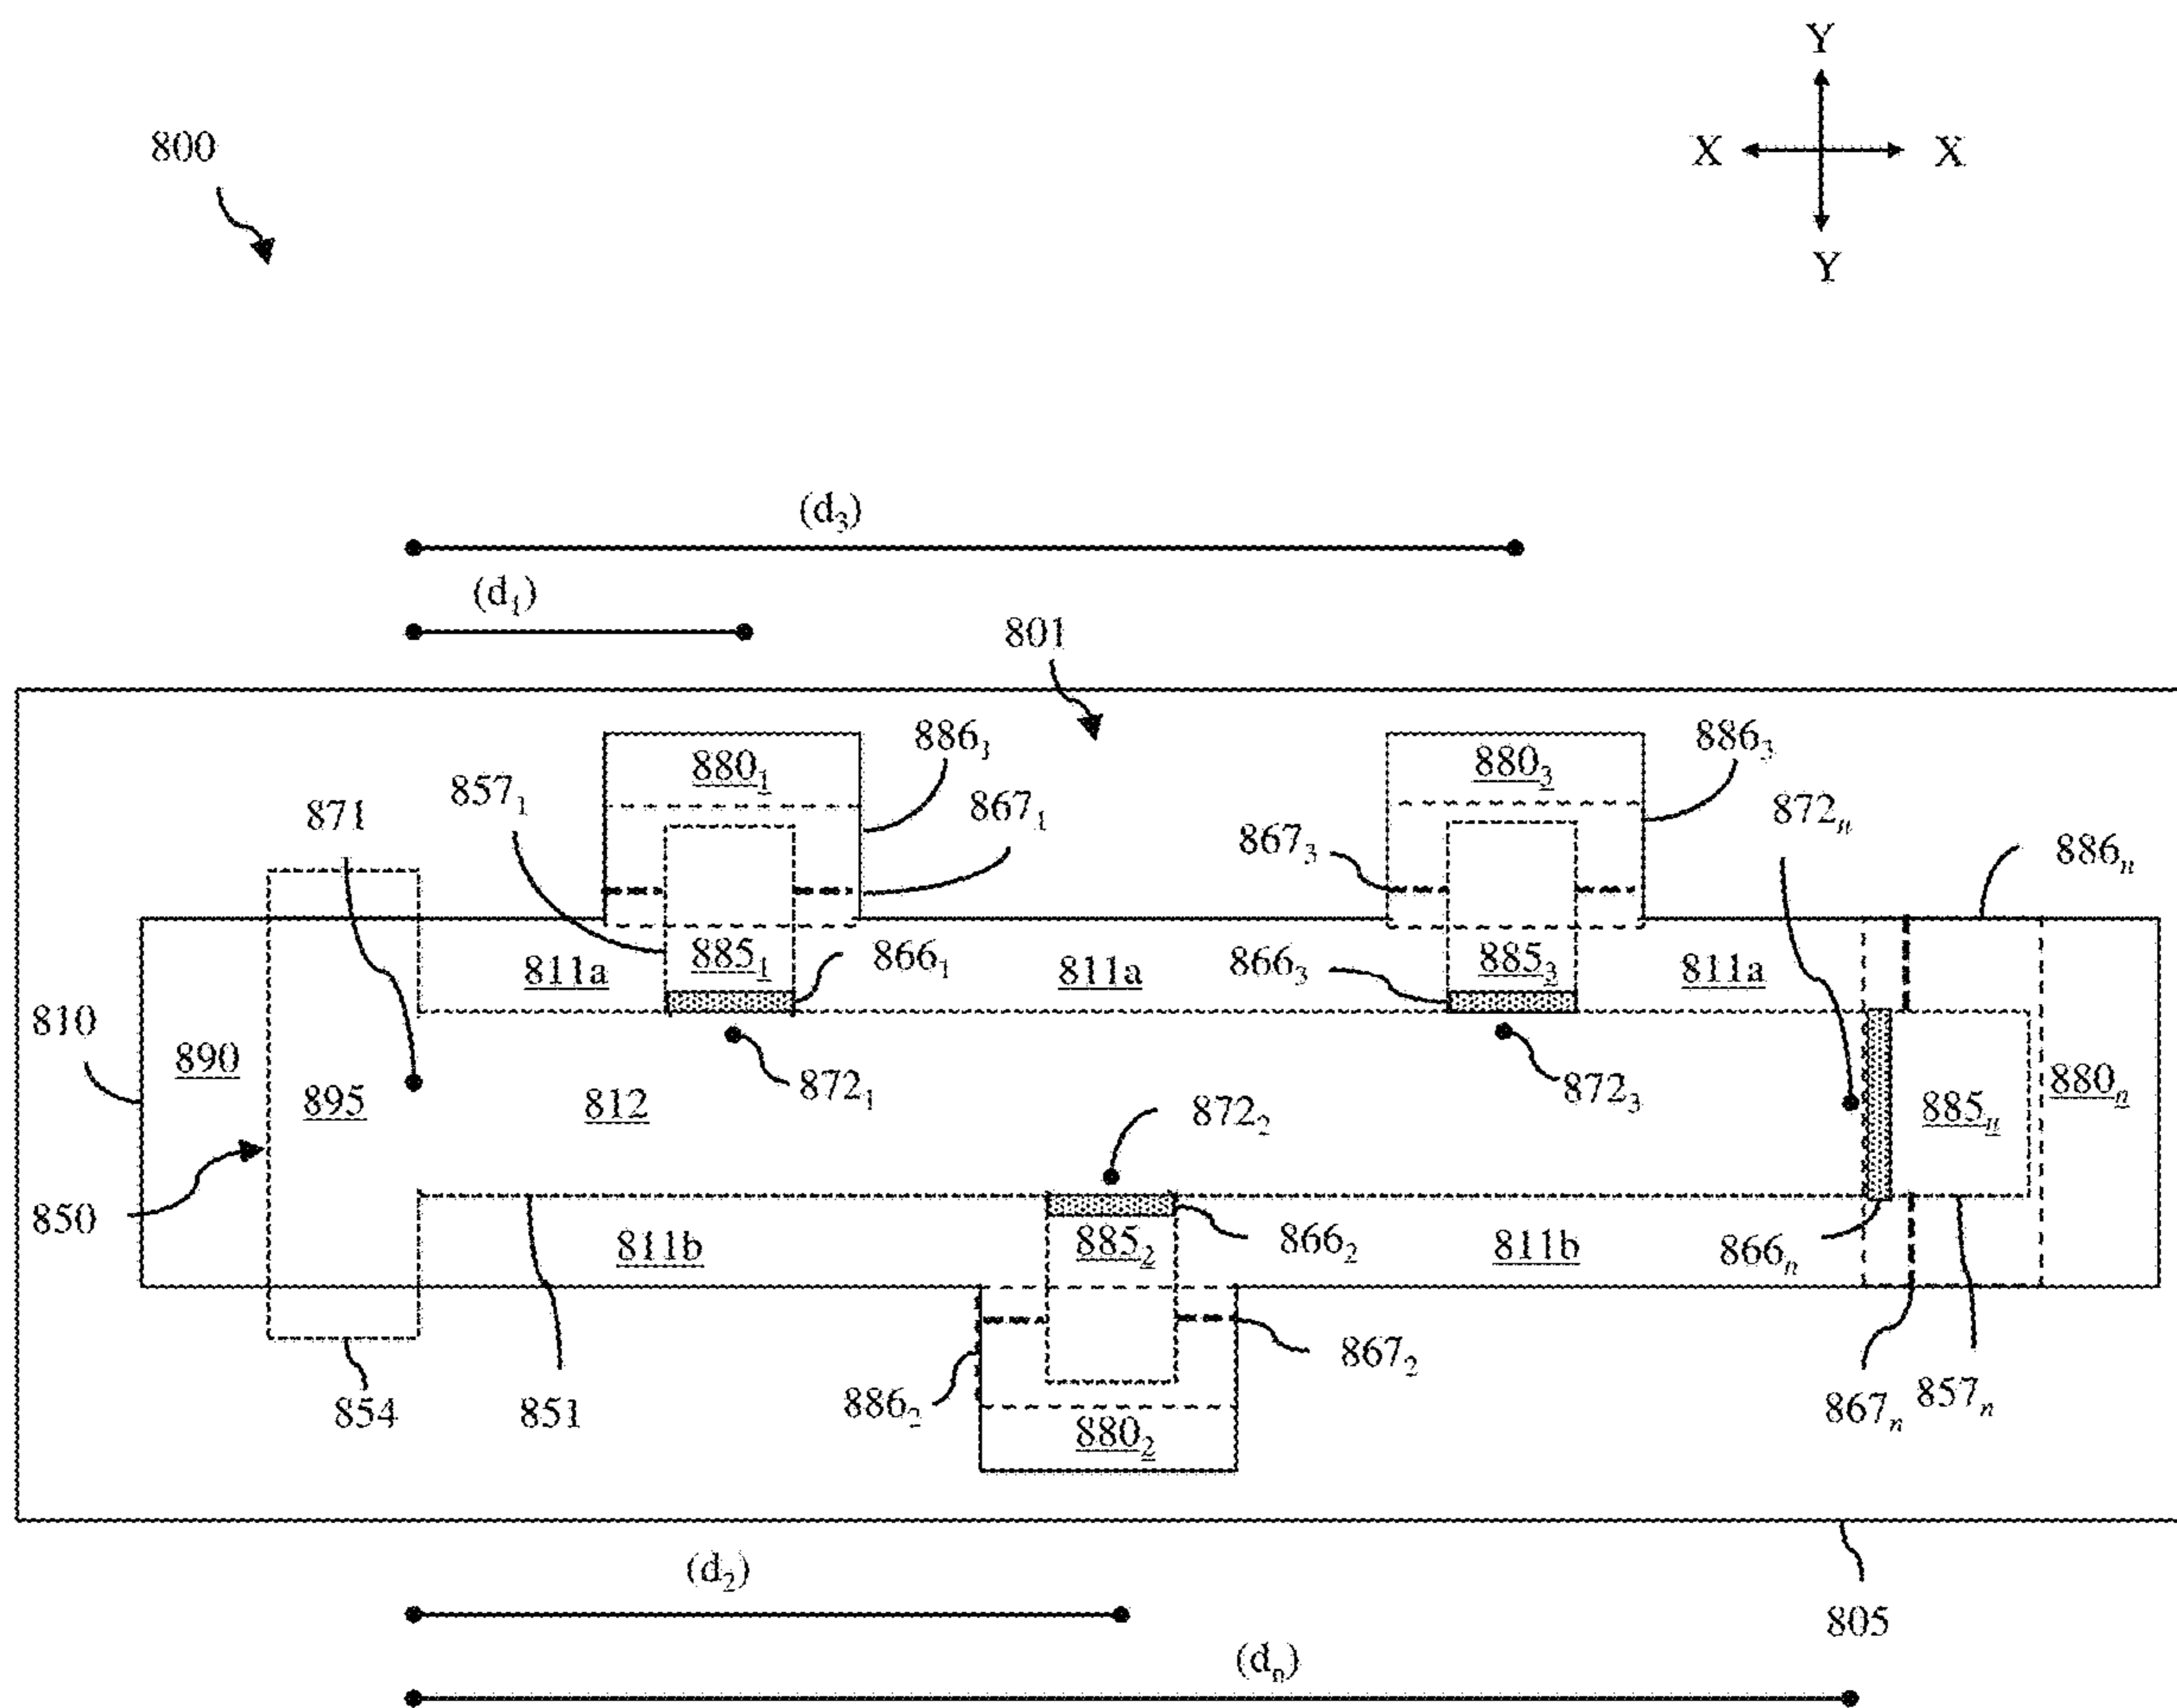 Y
800
X X
Y
(d₃)
(d₁)
801
886₃
886₃
880₁
880₃
857₁
871
867₁
867₃
872ₙ
886ₙ
885₁
866₁
885₃
866₃
811a
811a
811a
810
890
895
812
872₁
872₃
872₂
885ₙ
880ₙ
850
811b
885₂
866₂
811b
866ₙ
854
851
886₂
867₂
867ₙ
857ₙ
880₂
(d₂)
805
(dₙ)